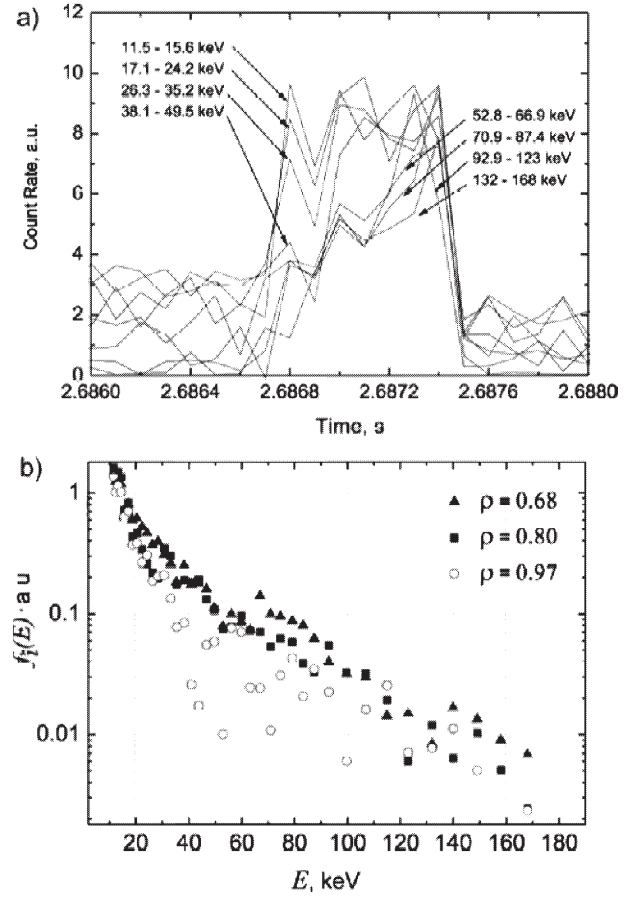 a)
12
10
8
6
4
2
0
Count Rate, a.u.
11.5 - 15.6 keV
17.1 - 24.2 keV
26.3 - 35.2 keV
38.1 - 49.5 keV
52.8 - 66.9 keV
70.9 - 87.4 keV
92.9 - 123 keV
132 - 168 keV
2.6860 2.6864 2.6868 2.6872 2.6876 2.6880
Time, s
b)
1
0.1
0.01
f_i(E) · a u
ρ = 0.68
ρ = 0.80
ρ = 0.97
20 40 60 80 100 120 140 160 180
E, keV